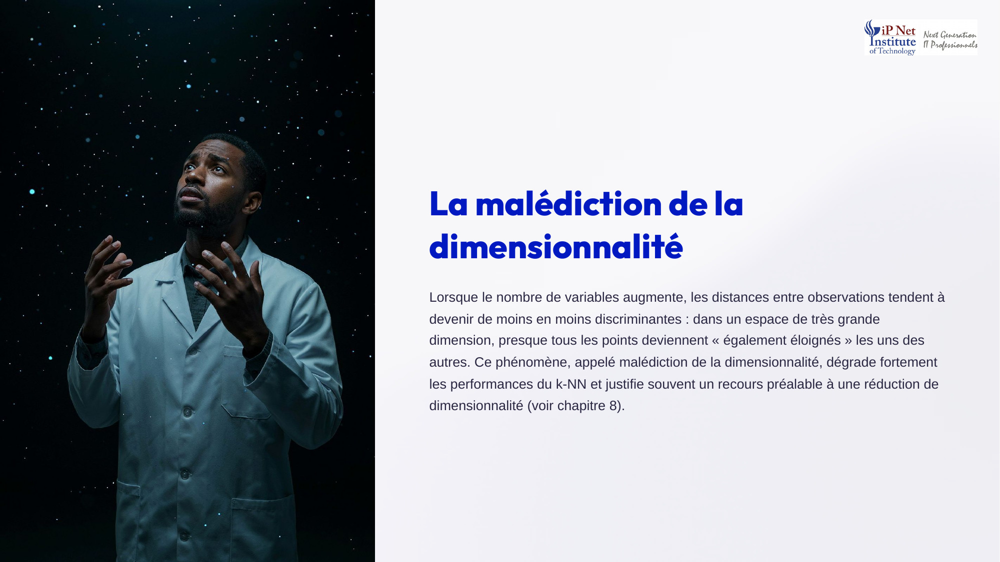 iP Net
Institute
of Technology
Next Generation
IT Professionnels
La malédiction de la
dimensionnalité
Lorsque le nombre de variables augmente, les distances entre observations tendent à
devenir de moins en moins discriminantes : dans un espace de très grande
dimension, presque tous les points deviennent « également éloignés » les uns des
autres. Ce phénomène, appelé malédiction de la dimensionnalité, dégrade fortement
les performances du k-NN et justifie souvent un recours préalable à une réduction de
dimensionnalité (voir chapitre 8).